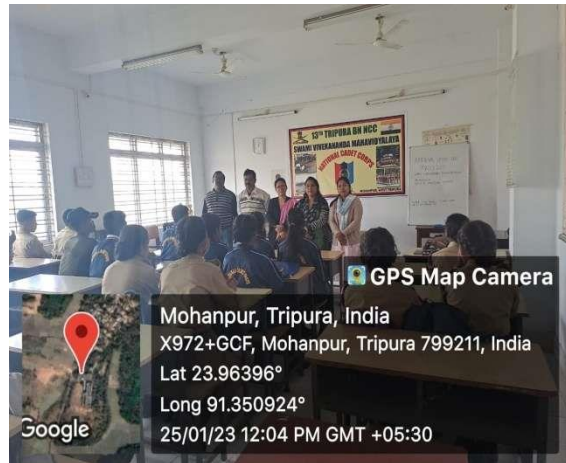 13TH TRIPURA BN NCC
SWAMI VIVEKANANDA MAHAVIDYALAYA
NATIONAL CADET CORPS
GPS Map Camera
Mohanpur, Tripura, India
X972+GCF, Mohanpur, Tripura 799211, India
Lat 23.96396°
Long 91.350924°
25/01/23 12:04 PM GMT +05:30
Google